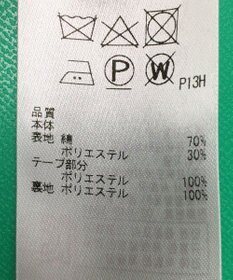 P
W
P13H
品質
本体
表地 綿 70%
ポリエステル 30%
テープ部分
ポリエステル 100%
裏地 ポリエステル 100%